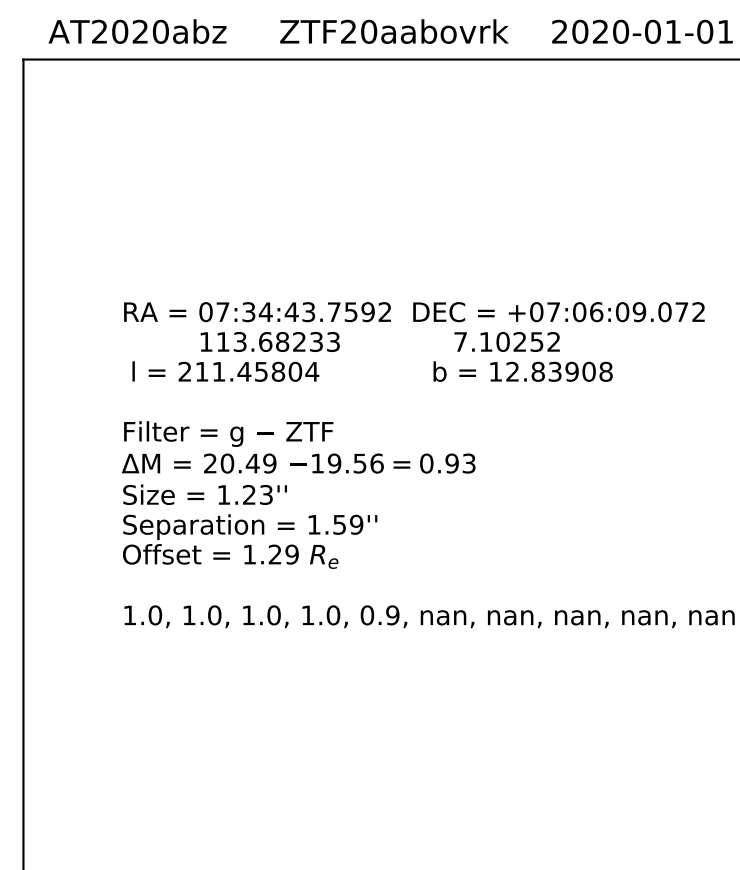 AT2020abz ZTF20aabovrk 2020-01-01
RA = 07:34:43.7592 DEC = +07:06:09.072
113.68233 7.10252
l = 211.45804 b = 12.83908
Filter = g − ZTF
ΔM = 20.49 −19.56 = 0.93
Size = 1.23''
Separation = 1.59''
Offset = 1.29 Rₑ
1.0, 1.0, 1.0, 1.0, 0.9, nan, nan, nan, nan, nan